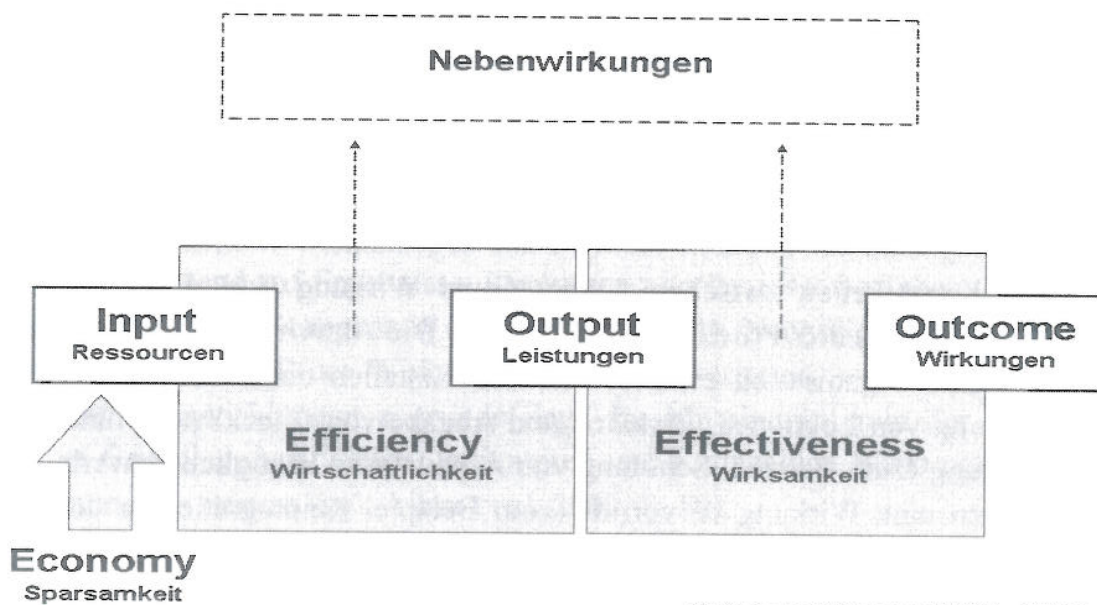 Nebenwirkungen
Input
Ressourcen
Output
Leistungen
Outcome
Wirkungen
Efficiency
Wirtschaftlichkeit
Effectiveness
Wirksamkeit
Economy
Sparsamkeit